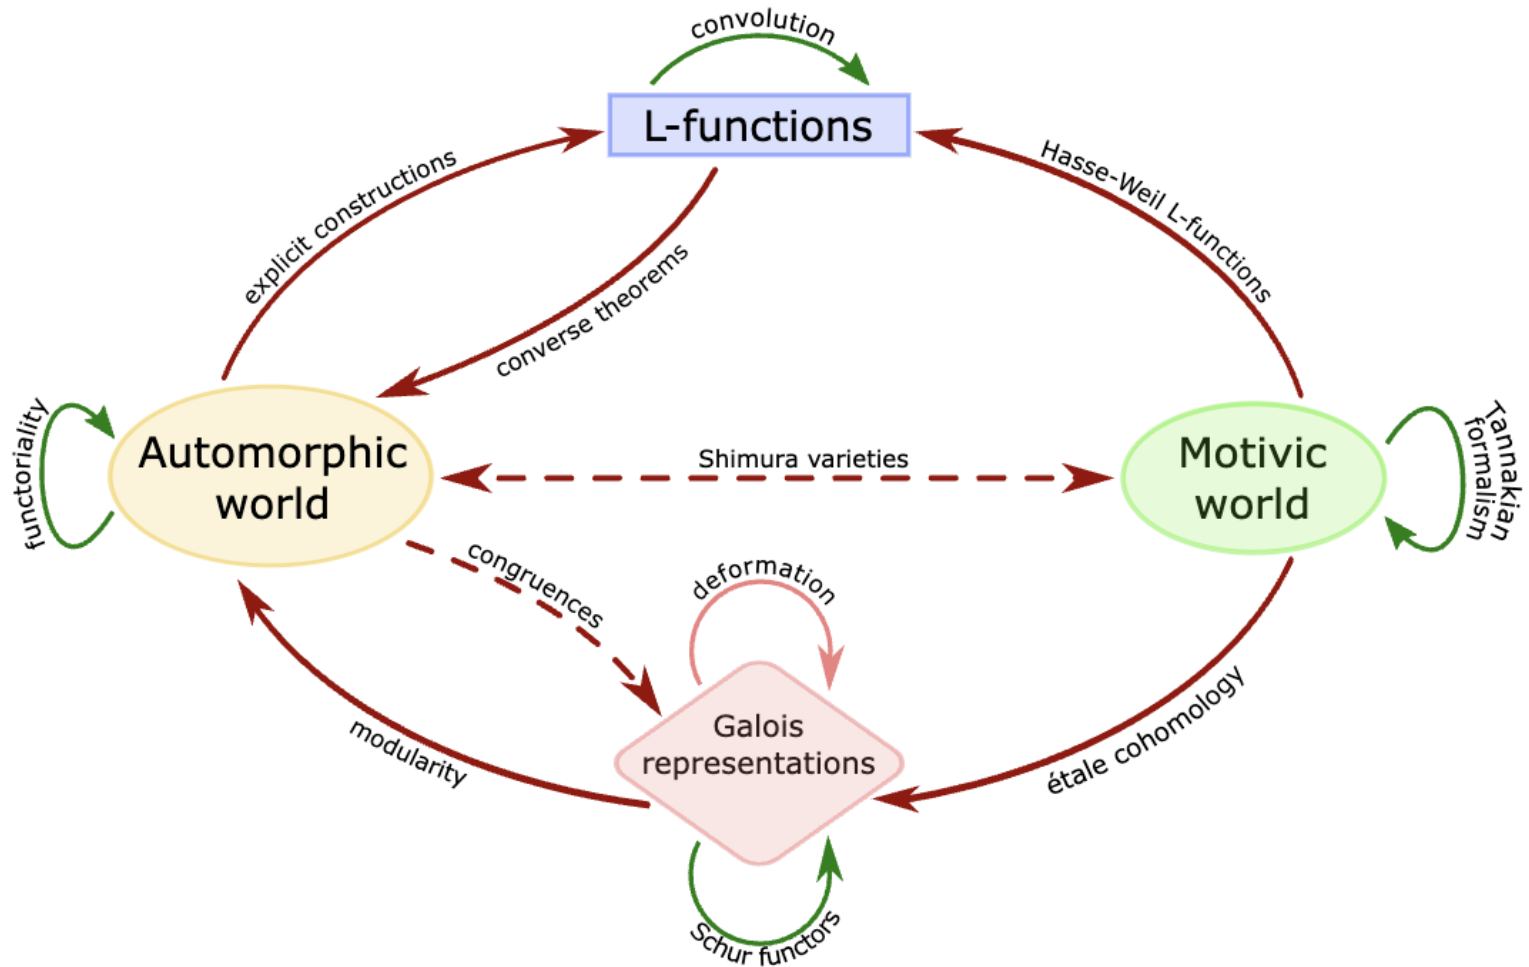 convolution
L-functions
explicit constructions
Hasse-Weil L-functions
converse theorems
functoriality
Automorphic
world
Shimura varieties
Motivic
world
Tannakian
formalism
congruences
deformation
Galois
representations
modularity
étale cohomology
Schur functors